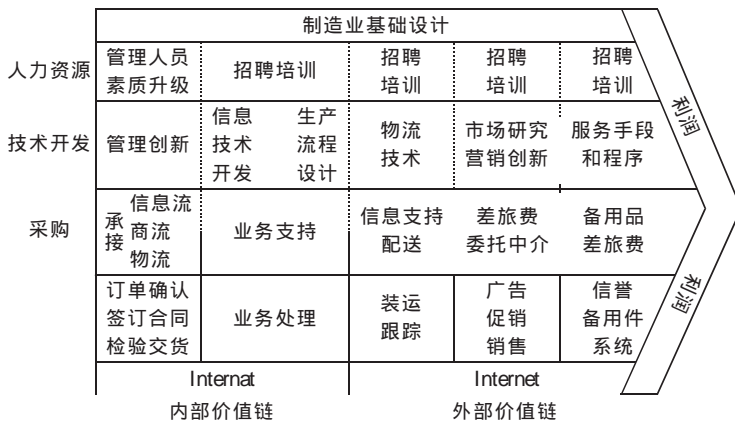 制造业基础设计
人力资源
管理人员
素质升级
招聘培训
招聘
培训
招聘
培训
招聘
培训
利润
技术开发
管理创新
信息
技术
开发
生产
流程
设计
物流
技术
市场研究
营销创新
服务手段
和程序
采购
承接
信息流
商流
物流
业务支持
信息支持
配送
差旅费
委托中介
备用品
差旅费
利润
订单确认
签订合同
检验交货
业务处理
装运
跟踪
广告
促销
销售
信誉
备用件
系统
Internat
Internet
内部价值链
外部价值链